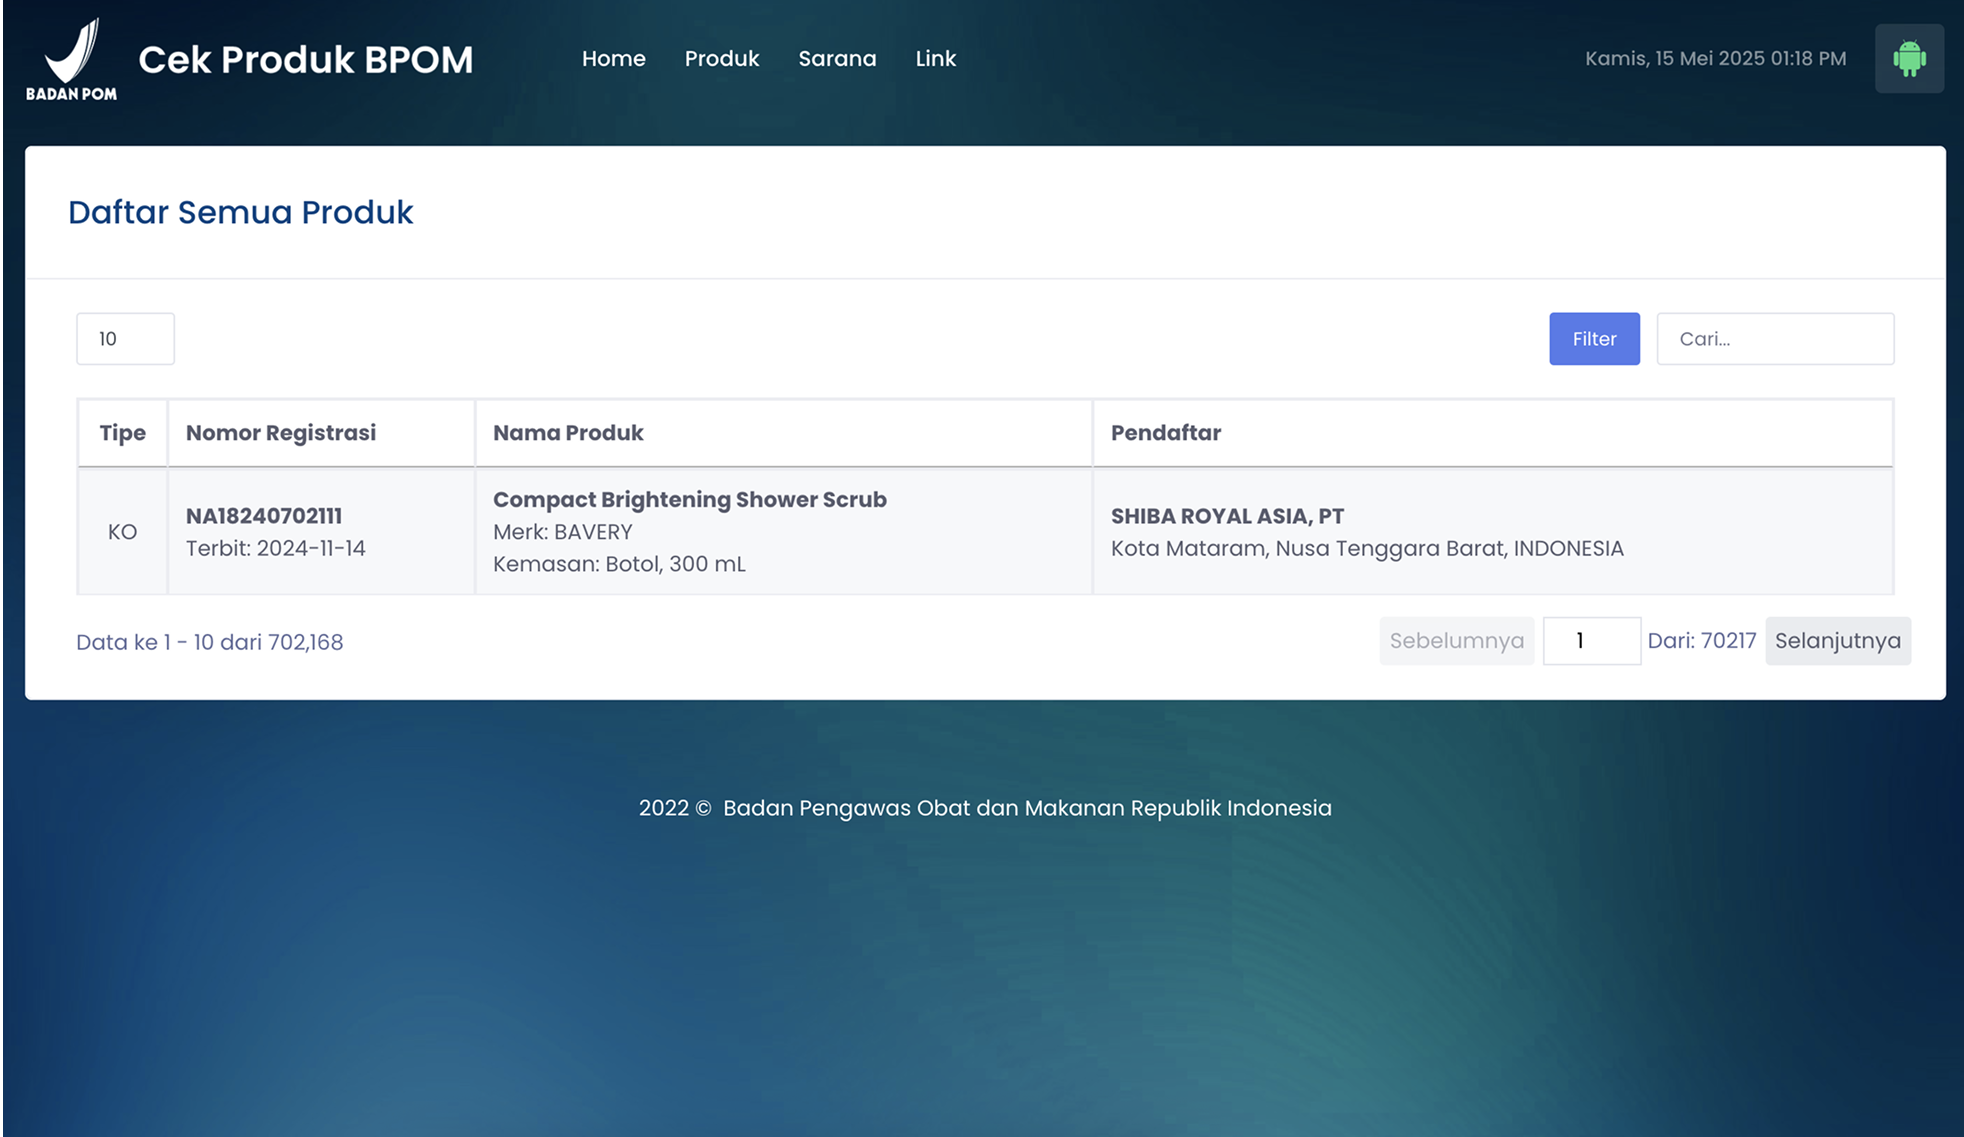 BADAN POM
Cek Produk BPOM
Home Produk Sarana Link
Kamis, 15 Mei 2025 01:18 PM
Daftar Semua Produk
10
Filter
Cari...
Tipe Nomor Registrasi Nama Produk Pendaftar
KO
NA18240702111
Terbit: 2024-11-14
Compact Brightening Shower Scrub
Merk: BAVERY
Kemasan: Botol, 300 mL
SHIBA ROYAL ASIA, PT
Kota Mataram, Nusa Tenggara Barat, INDONESIA
Data ke 1 - 10 dari 702,168
Sebelumnya 1 Dari: 70217 Selanjutnya
2022 © Badan Pengawas Obat dan Makanan Republik Indonesia